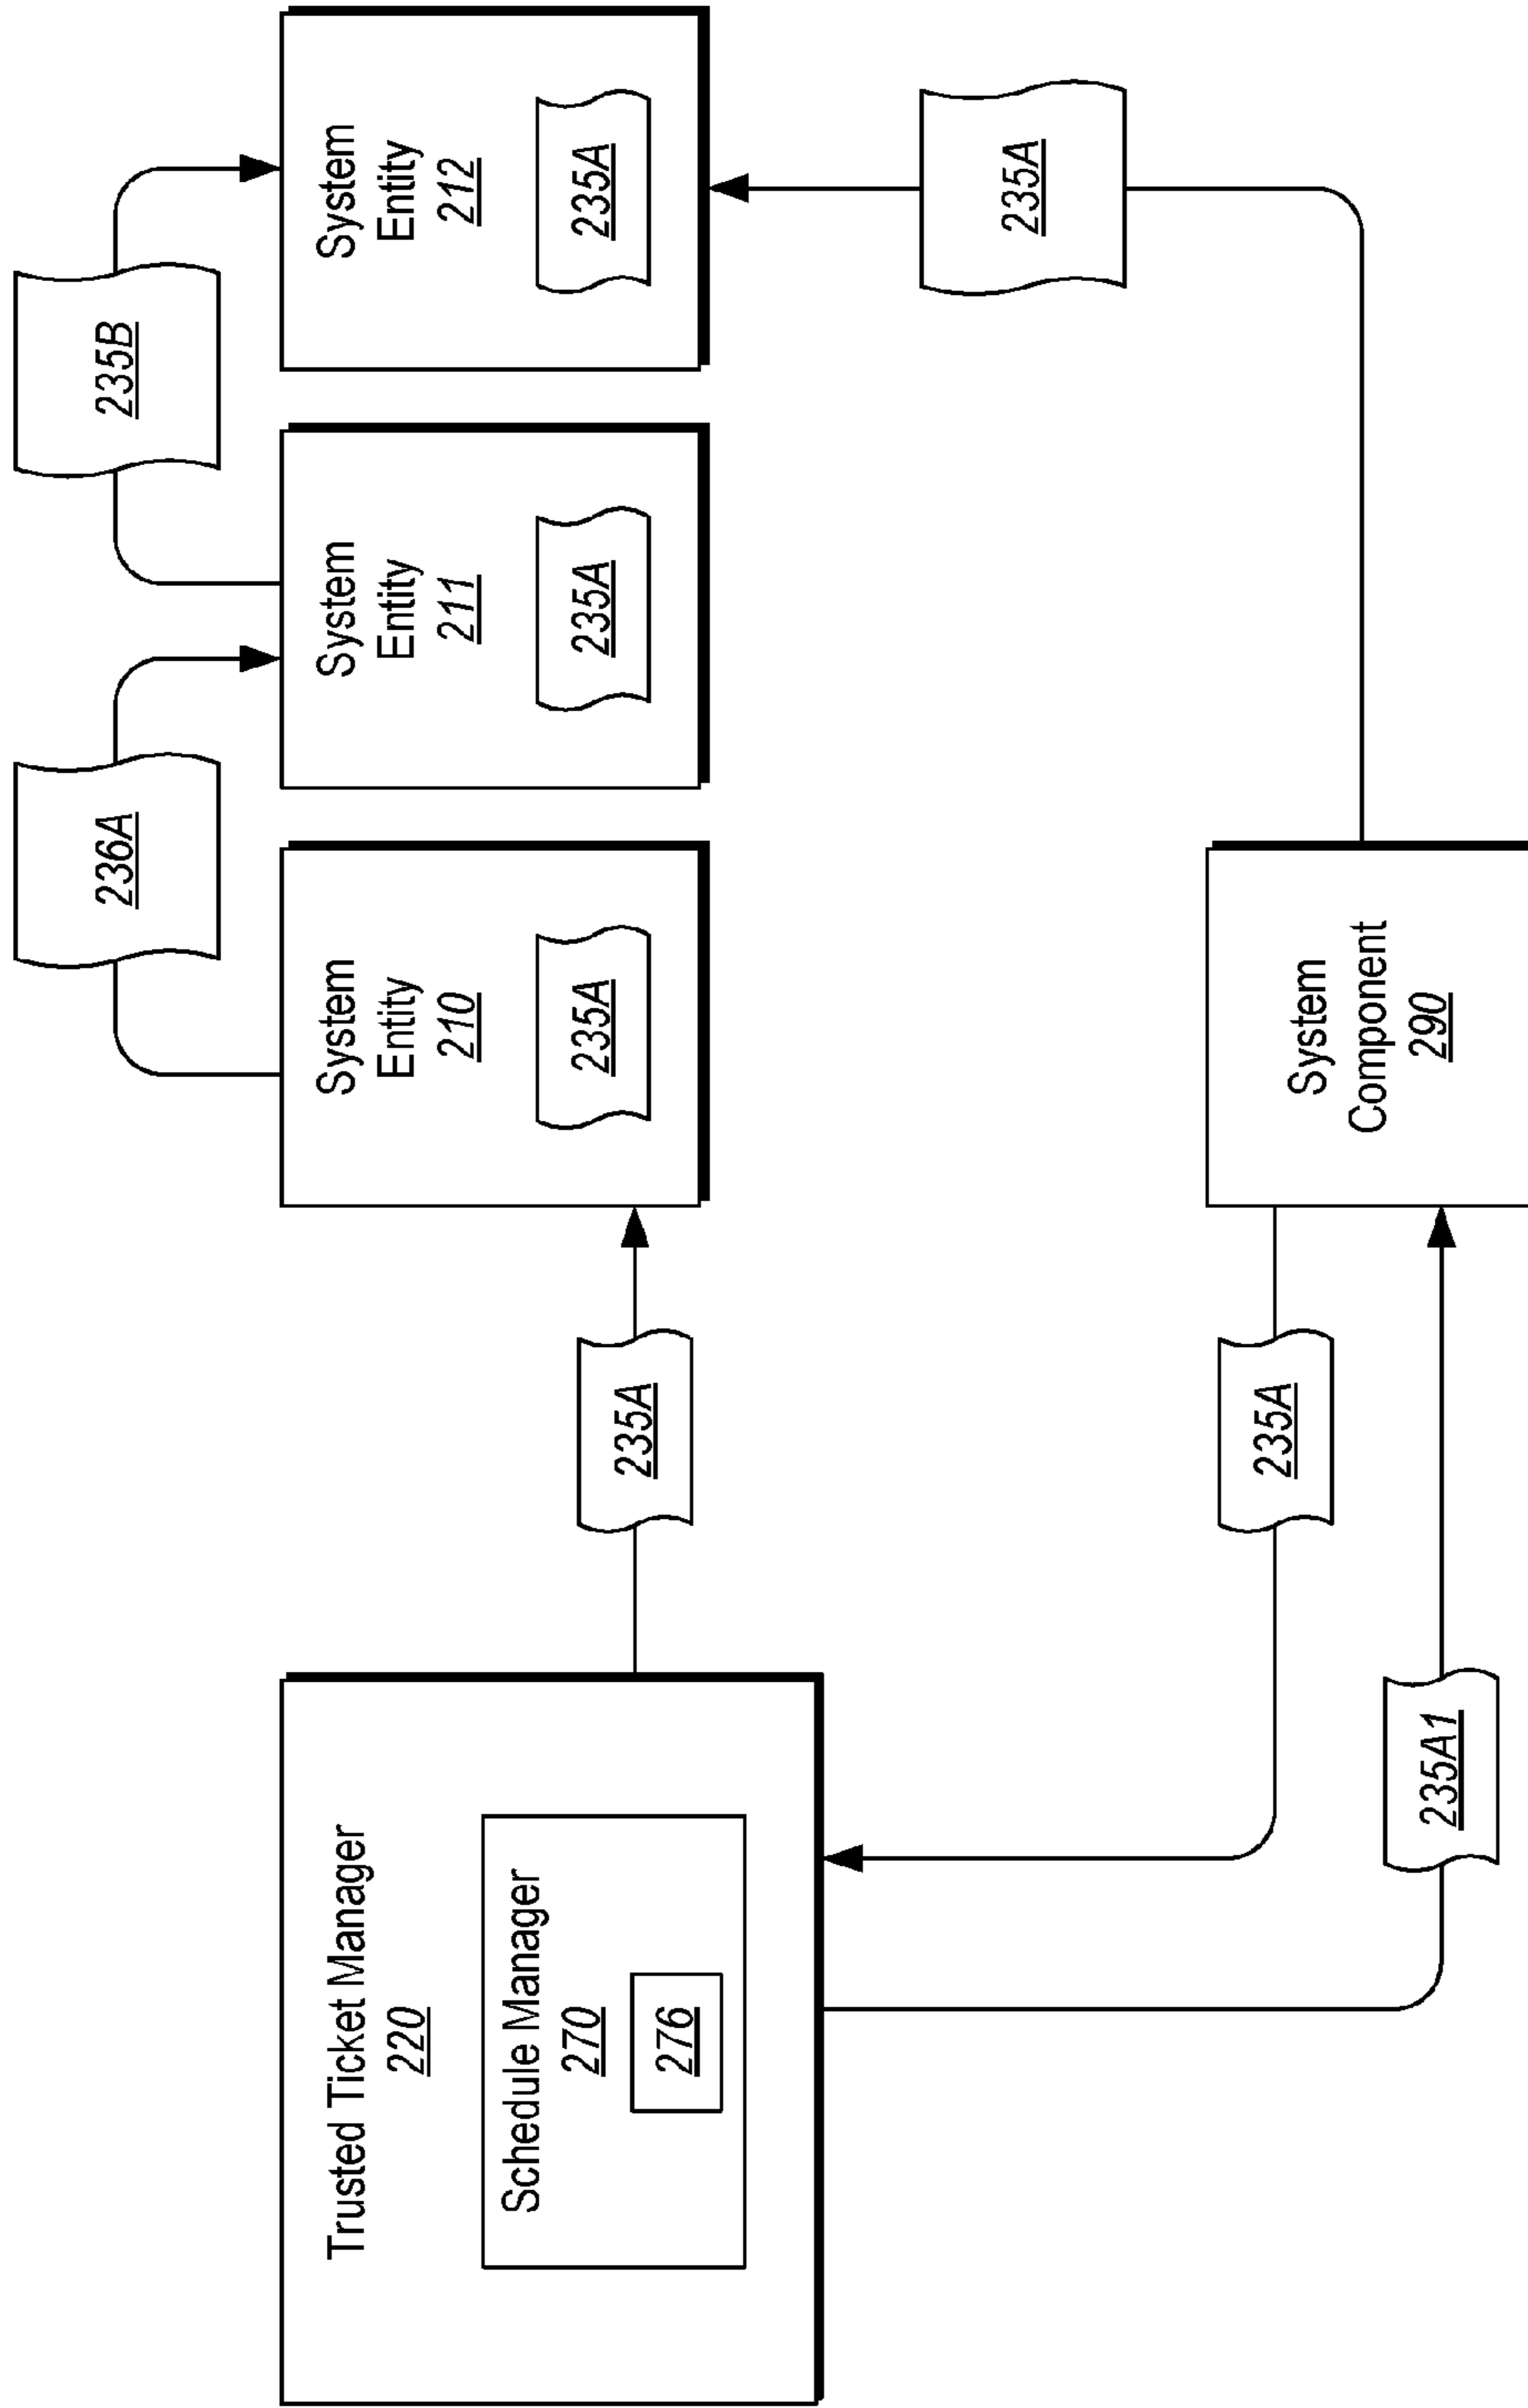 Trusted Ticket Manager
220
Schedule Manager
270
276
235A
236A
235B
System
Entity
210
235A
System
Entity
211
235A
System
Entity
212
235A
235A
235A1
System
Component
290
235A